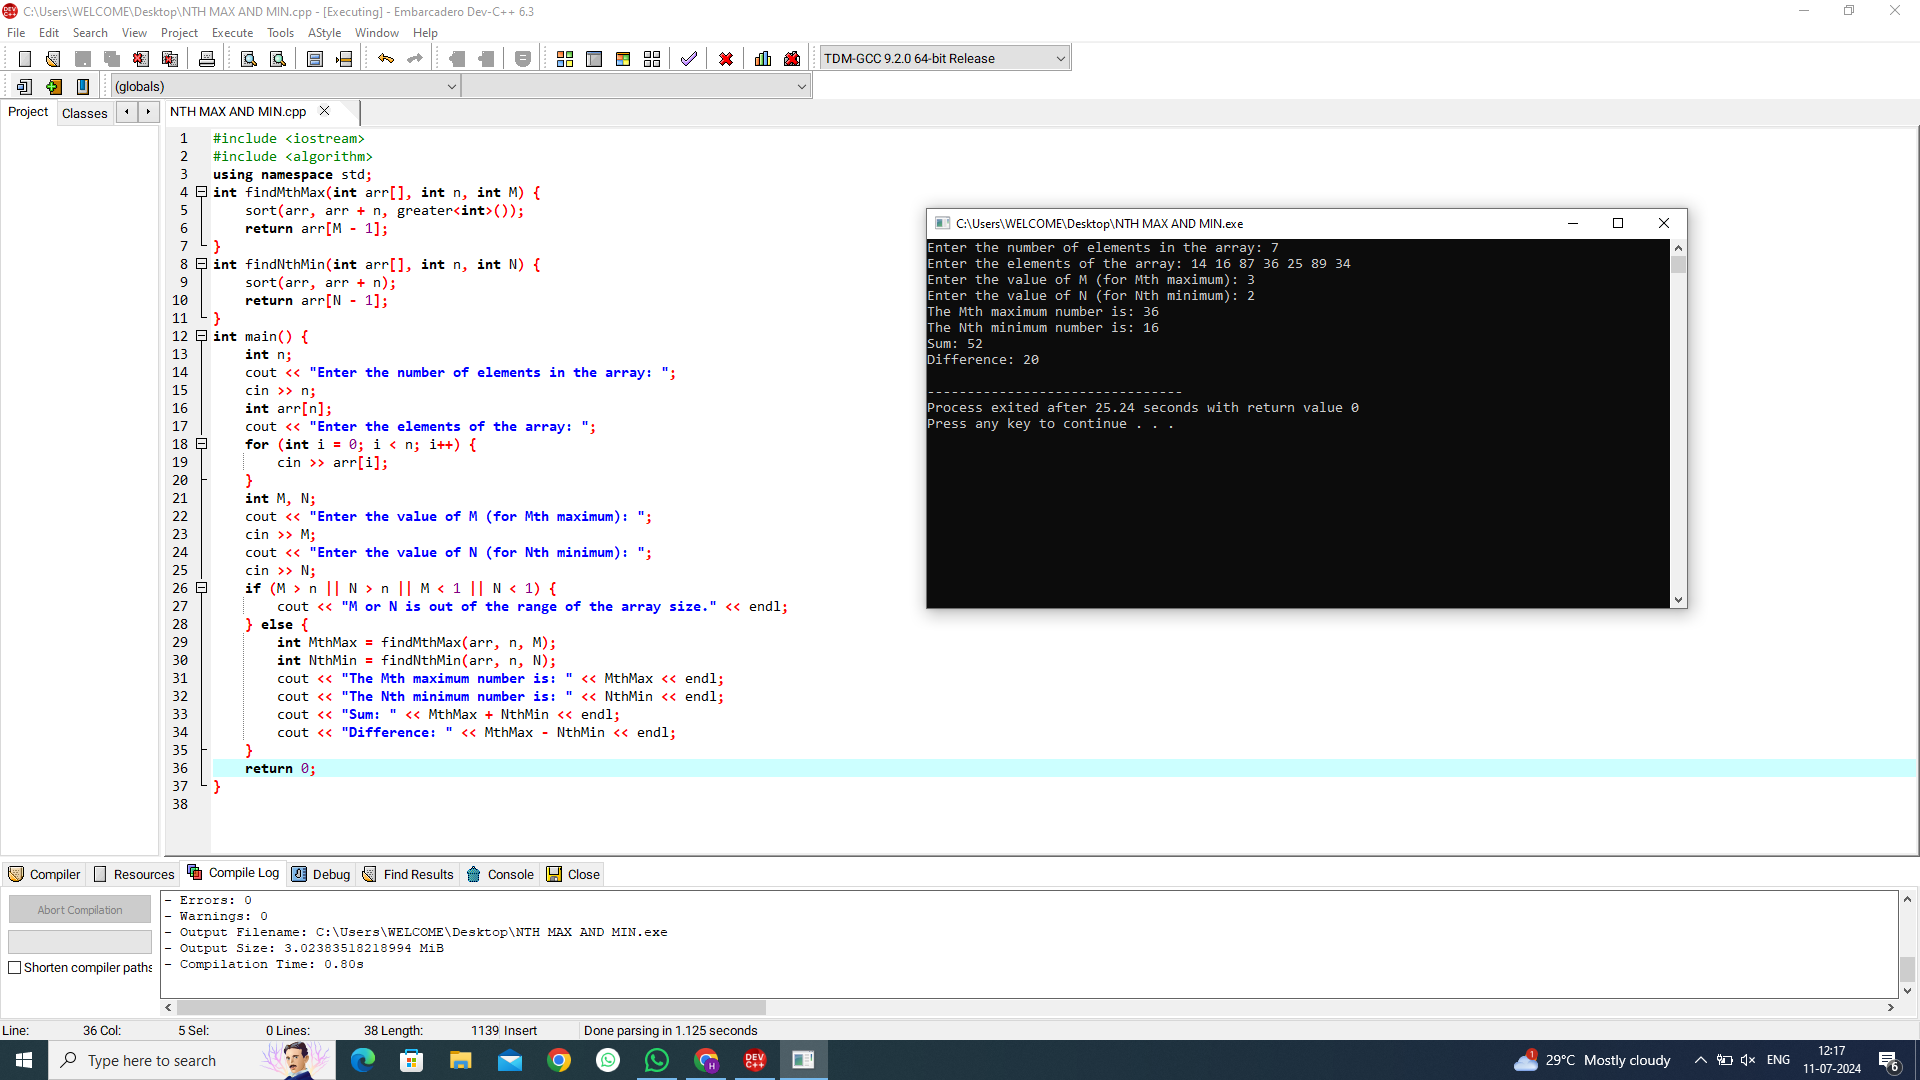 C:\Users\WELCOME\Desktop\NTH MAX AND MIN.cpp - [Executing] - Embarcadero Dev-C++ 6.3
File Edit Search View Project Execute Tools AStyle Window Help
TDM-GCC 9.2.0 64-bit Release
(globals)
Project Classes NTH MAX AND MIN.cpp
1 #include <iostream>
2 #include <algorithm>
3 using namespace std;
4 int findMthMax(int arr[], int n, int M) {
5 sort(arr, arr + n, greater<int>());
6 return arr[M - 1];
7 }
8 int findNthMin(int arr[], int n, int N) {
9 sort(arr, arr + n);
10 return arr[N - 1];
11 }
12 int main() {
13 int n;
14 cout << "Enter the number of elements in the array: ";
15 cin >> n;
16 int arr[n];
17 cout << "Enter the elements of the array: ";
18 for (int i = 0; i < n; i++) {
19 cin >> arr[i];
20 }
21 int M, N;
22 cout << "Enter the value of M (for Mth maximum): ";
23 cin >> M;
24 cout << "Enter the value of N (for Nth minimum): ";
25 cin >> N;
26 if (M > n || N > n || M < 1 || N < 1) {
27 cout << "M or N is out of the range of the array size." << endl;
28 } else {
29 int MthMax = findMthMax(arr, n, M);
30 int NthMin = findNthMin(arr, n, N);
31 cout << "The Mth maximum number is: " << MthMax << endl;
32 cout << "The Nth minimum number is: " << NthMin << endl;
33 cout << "Sum: " << MthMax + NthMin << endl;
34 cout << "Difference: " << MthMax - NthMin << endl;
35 }
36 return 0;
37 }
38
C:\Users\WELCOME\Desktop\NTH MAX AND MIN.exe
Enter the number of elements in the array: 7
Enter the elements of the array: 14 16 87 36 25 89 34
Enter the value of M (for Mth maximum): 3
Enter the value of N (for Nth minimum): 2
The Mth maximum number is: 36
The Nth minimum number is: 16
Sum: 52
Difference: 20
--------------------------------
Process exited after 25.24 seconds with return value 0
Press any key to continue . . .
Compiler Resources Compile Log Debug Find Results Console Close
Abort Compilation
Shorten compiler paths
- Errors: 0
- Warnings: 0
- Output Filename: C:\Users\WELCOME\Desktop\NTH MAX AND MIN.exe
- Output Size: 3.02383518218994 MiB
- Compilation Time: 0.80s
Line: 36 Col: 5 Sel: 0 Lines: 38 Length: 1139 Insert Done parsing in 1.125 seconds
Type here to search
H
DEV C++
1
29°C Mostly cloudy
ENG
12:17
11-07-2024
6